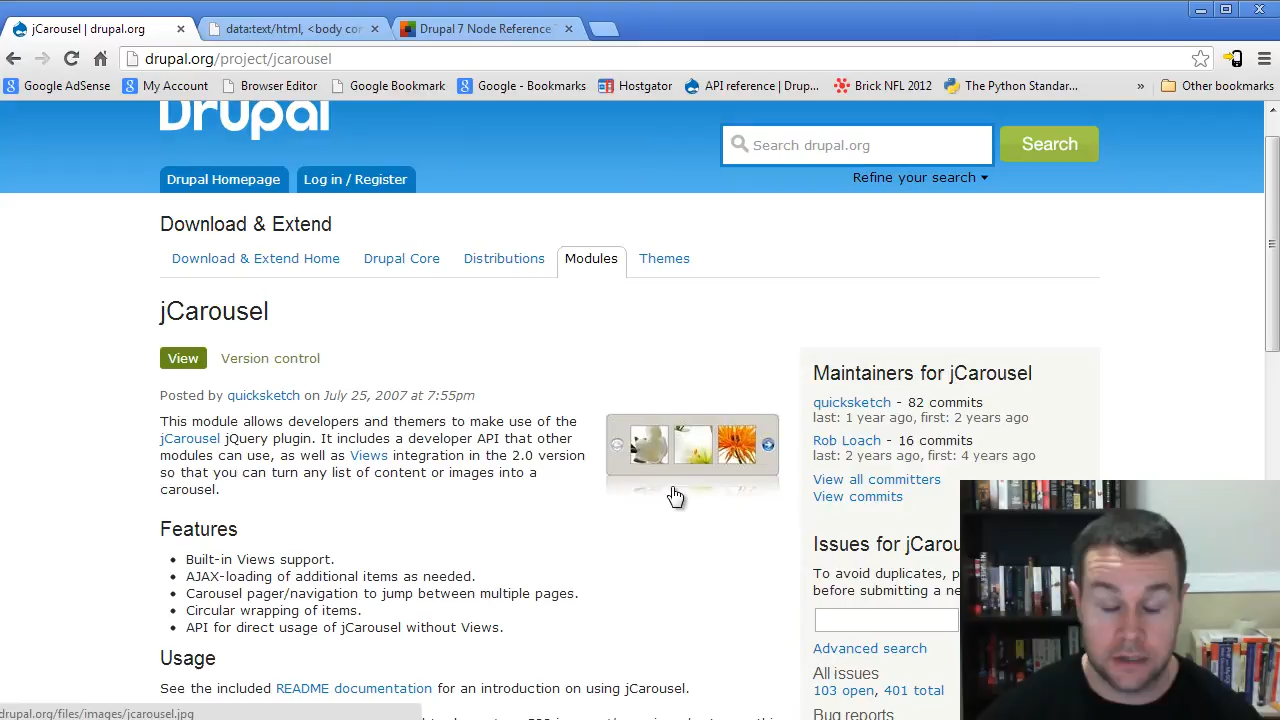 jCarousel | drupal.org
data:text/html, <body cor
Drupal 7 Node Reference
drupal.org/project/jcarousel
Google AdSense
My Account
Browser Editor
Google Bookmark
Google - Bookmarks
Hostgator
API reference | Drup...
Brick NFL 2012
The Python Standar...
»
Other bookmarks
Drupal
Search drupal.org
Search
Refine your search
Drupal Homepage
Log in / Register
Download & Extend
Download & Extend Home
Drupal Core
Distributions
Modules
Themes
jCarousel
View
Version control
Posted by quicksketch on July 25, 2007 at 7:55pm
This module allows developers and themers to make use of the
jCarousel jQuery plugin. It includes a developer API that other
modules can use, as well as Views integration in the 2.0 version
so that you can turn any list of content or images into a
carousel.
Features
• Built-in Views support.
• AJAX-loading of additional items as needed.
• Carousel pager/navigation to jump between multiple pages.
• Circular wrapping of items.
• API for direct usage of jCarousel without Views.
Usage
See the included README documentation for an introduction on using jCarousel.
drupal.org/files/images/jcarousel.jpg
Maintainers for jCarousel
quicksketch - 82 commits
last: 1 year ago, first: 2 years ago
Rob Loach - 16 commits
last: 2 years ago, first: 4 years ago
View all committers
View commits
Issues for jCarou
To avoid duplicates, p
before submitting a ne
Advanced search
All issues
103 open, 401 total
Bug reports